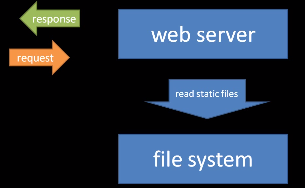 response
web server
request
read static files
file system